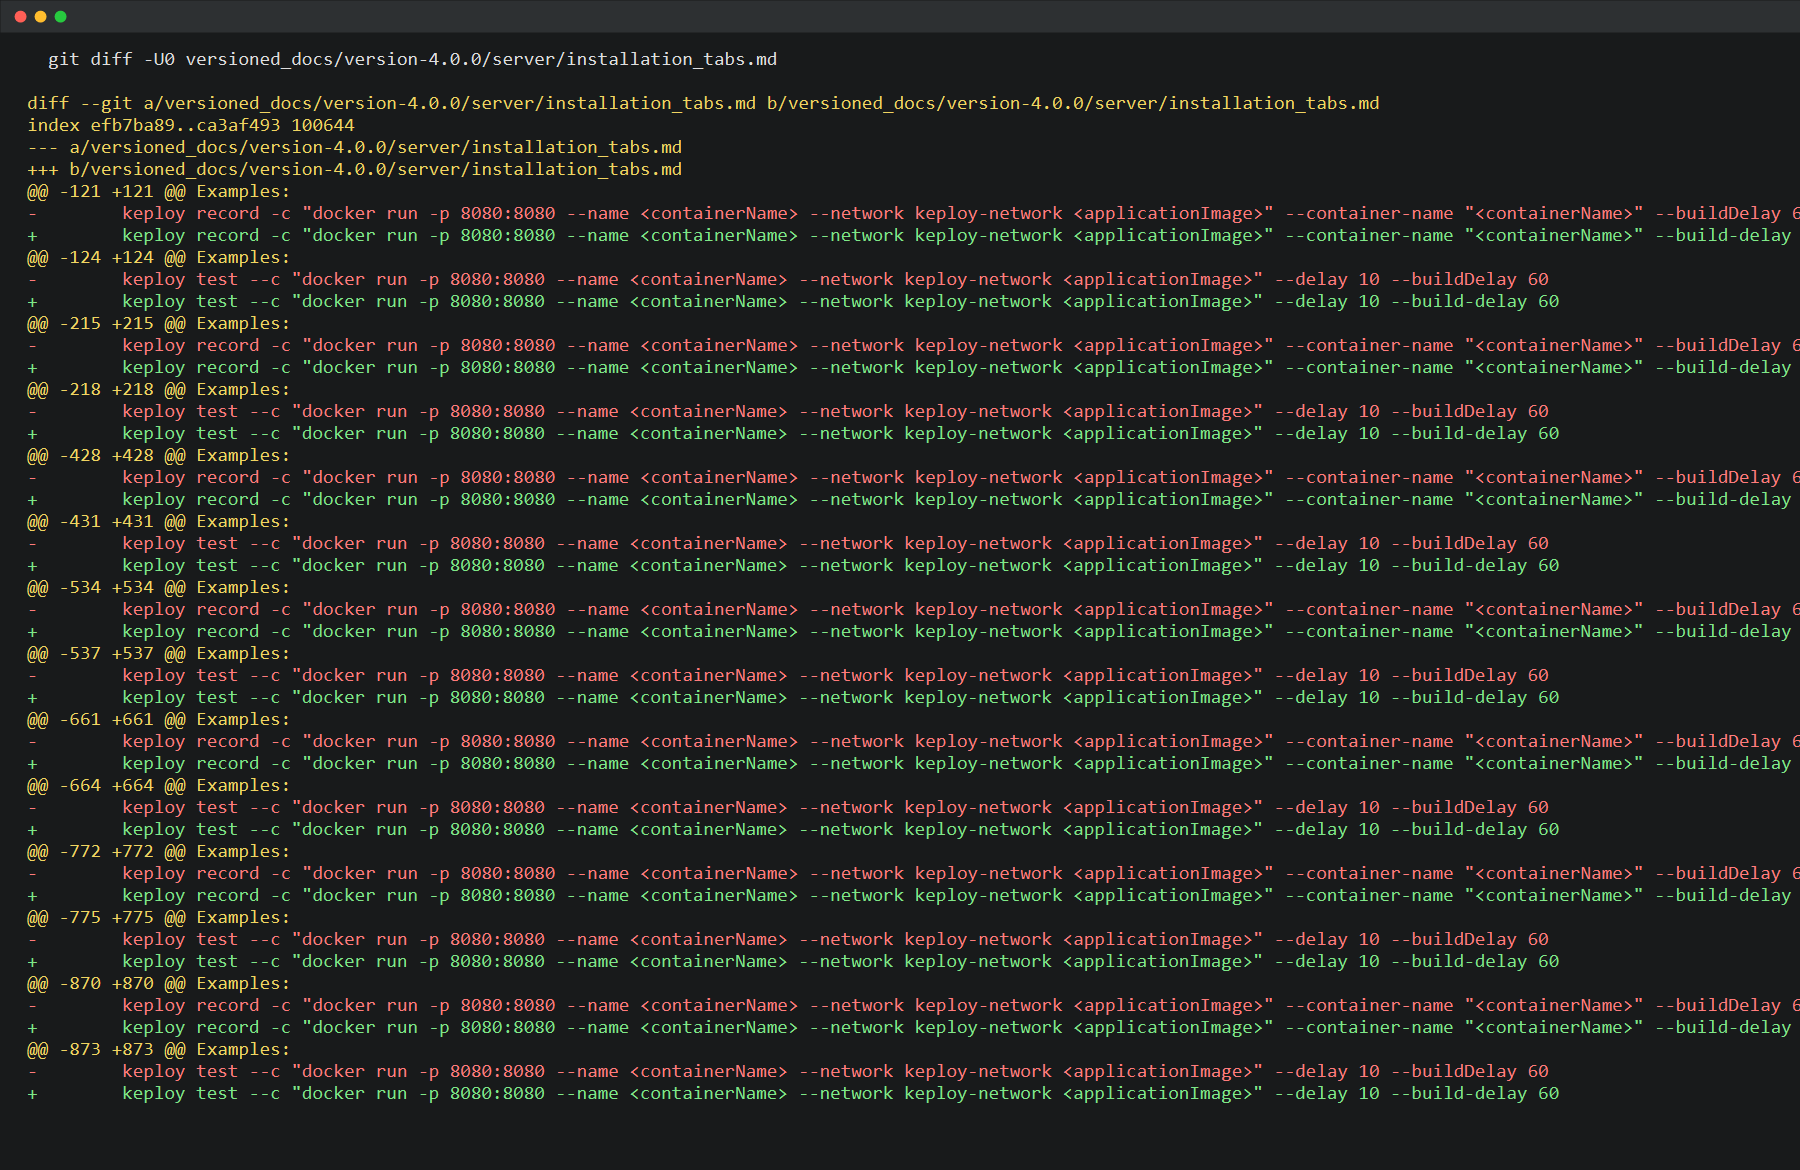 git diff -U0 versioned_docs/version-4.0.0/server/installation_tabs.md
diff --git a/versioned_docs/version-4.0.0/server/installation_tabs.md b/versioned_docs/version-4.0.0/server/installation_tabs.md
index efb7ba89..ca3af493 100644
--- a/versioned_docs/version-4.0.0/server/installation_tabs.md
+++ b/versioned_docs/version-4.0.0/server/installation_tabs.md
@@ -121 +121 @@ Examples:
-        keploy record -c "docker run -p 8080:8080 --name <containerName> --network keploy-network <applicationImage>" --container-name "<containerName>" --buildDelay 6
+        keploy record -c "docker run -p 8080:8080 --name <containerName> --network keploy-network <applicationImage>" --container-name "<containerName>" --build-delay
@@ -124 +124 @@ Examples:
-        keploy test --c "docker run -p 8080:8080 --name <containerName> --network keploy-network <applicationImage>" --delay 10 --buildDelay 60
+        keploy test --c "docker run -p 8080:8080 --name <containerName> --network keploy-network <applicationImage>" --delay 10 --build-delay 60
@@ -215 +215 @@ Examples:
-        keploy record -c "docker run -p 8080:8080 --name <containerName> --network keploy-network <applicationImage>" --container-name "<containerName>" --buildDelay 6
+        keploy record -c "docker run -p 8080:8080 --name <containerName> --network keploy-network <applicationImage>" --container-name "<containerName>" --build-delay
@@ -218 +218 @@ Examples:
-        keploy test --c "docker run -p 8080:8080 --name <containerName> --network keploy-network <applicationImage>" --delay 10 --buildDelay 60
+        keploy test --c "docker run -p 8080:8080 --name <containerName> --network keploy-network <applicationImage>" --delay 10 --build-delay 60
@@ -428 +428 @@ Examples:
-        keploy record -c "docker run -p 8080:8080 --name <containerName> --network keploy-network <applicationImage>" --container-name "<containerName>" --buildDelay 6
+        keploy record -c "docker run -p 8080:8080 --name <containerName> --network keploy-network <applicationImage>" --container-name "<containerName>" --build-delay
@@ -431 +431 @@ Examples:
-        keploy test --c "docker run -p 8080:8080 --name <containerName> --network keploy-network <applicationImage>" --delay 10 --buildDelay 60
+        keploy test --c "docker run -p 8080:8080 --name <containerName> --network keploy-network <applicationImage>" --delay 10 --build-delay 60
@@ -534 +534 @@ Examples:
-        keploy record -c "docker run -p 8080:8080 --name <containerName> --network keploy-network <applicationImage>" --container-name "<containerName>" --buildDelay 6
+        keploy record -c "docker run -p 8080:8080 --name <containerName> --network keploy-network <applicationImage>" --container-name "<containerName>" --build-delay
@@ -537 +537 @@ Examples:
-        keploy test --c "docker run -p 8080:8080 --name <containerName> --network keploy-network <applicationImage>" --delay 10 --buildDelay 60
+        keploy test --c "docker run -p 8080:8080 --name <containerName> --network keploy-network <applicationImage>" --delay 10 --build-delay 60
@@ -661 +661 @@ Examples:
-        keploy record -c "docker run -p 8080:8080 --name <containerName> --network keploy-network <applicationImage>" --container-name "<containerName>" --buildDelay 6
+        keploy record -c "docker run -p 8080:8080 --name <containerName> --network keploy-network <applicationImage>" --container-name "<containerName>" --build-delay
@@ -664 +664 @@ Examples:
-        keploy test --c "docker run -p 8080:8080 --name <containerName> --network keploy-network <applicationImage>" --delay 10 --buildDelay 60
+        keploy test --c "docker run -p 8080:8080 --name <containerName> --network keploy-network <applicationImage>" --delay 10 --build-delay 60
@@ -772 +772 @@ Examples:
-        keploy record -c "docker run -p 8080:8080 --name <containerName> --network keploy-network <applicationImage>" --container-name "<containerName>" --buildDelay 6
+        keploy record -c "docker run -p 8080:8080 --name <containerName> --network keploy-network <applicationImage>" --container-name "<containerName>" --build-delay
@@ -775 +775 @@ Examples:
-        keploy test --c "docker run -p 8080:8080 --name <containerName> --network keploy-network <applicationImage>" --delay 10 --buildDelay 60
+        keploy test --c "docker run -p 8080:8080 --name <containerName> --network keploy-network <applicationImage>" --delay 10 --build-delay 60
@@ -870 +870 @@ Examples:
-        keploy record -c "docker run -p 8080:8080 --name <containerName> --network keploy-network <applicationImage>" --container-name "<containerName>" --buildDelay 6
+        keploy record -c "docker run -p 8080:8080 --name <containerName> --network keploy-network <applicationImage>" --container-name "<containerName>" --build-delay
@@ -873 +873 @@ Examples:
-        keploy test --c "docker run -p 8080:8080 --name <containerName> --network keploy-network <applicationImage>" --delay 10 --buildDelay 60
+        keploy test --c "docker run -p 8080:8080 --name <containerName> --network keploy-network <applicationImage>" --delay 10 --build-delay 60